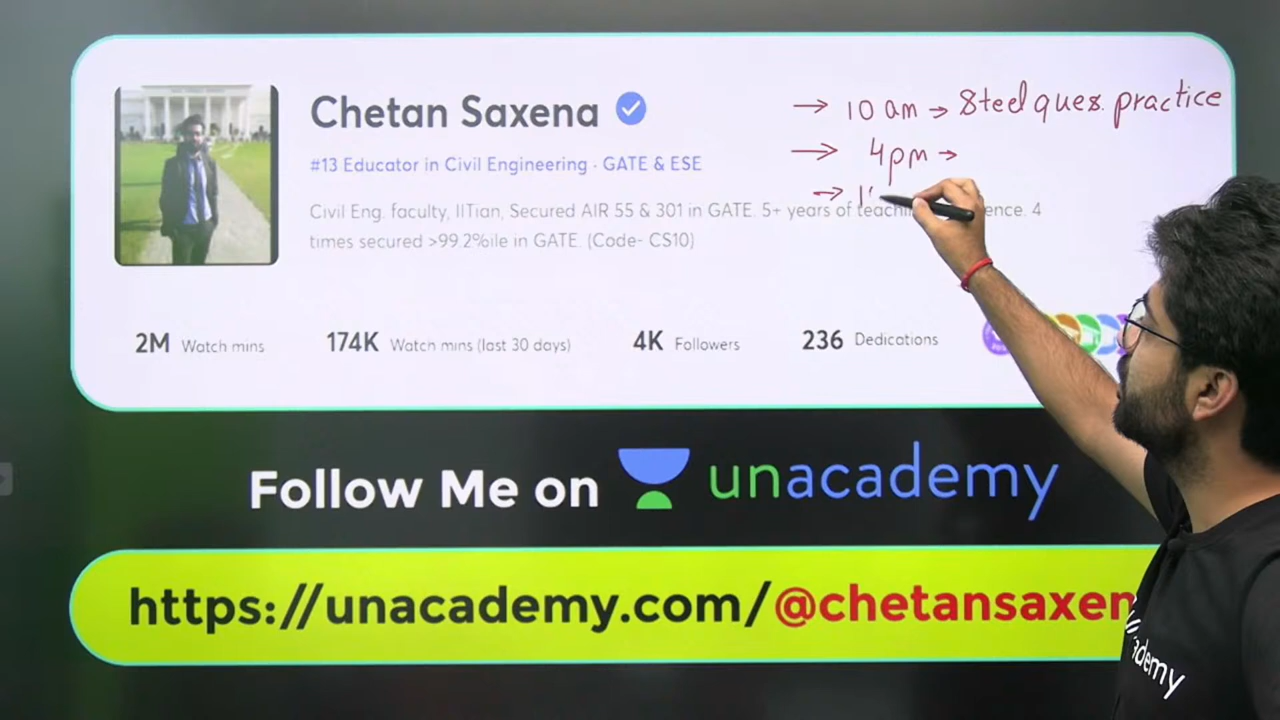 Chetan Saxena
→ 10 am → Steel ques. practice
#13 Educator in Civil Engineering · GATE & ESE
→ 4pm →
→
Civil Eng. faculty, IITian, Secured AIR 55 & 301 in GATE. 5+ years of 4
times secured >99.2%ile in GATE. (Code- CS10)
2M Watch mins
174K Watch mins (last 30 days)
4K Followers
236 Dedications
Follow Me on unacademy
https://unacademy.com/@chetansaxen